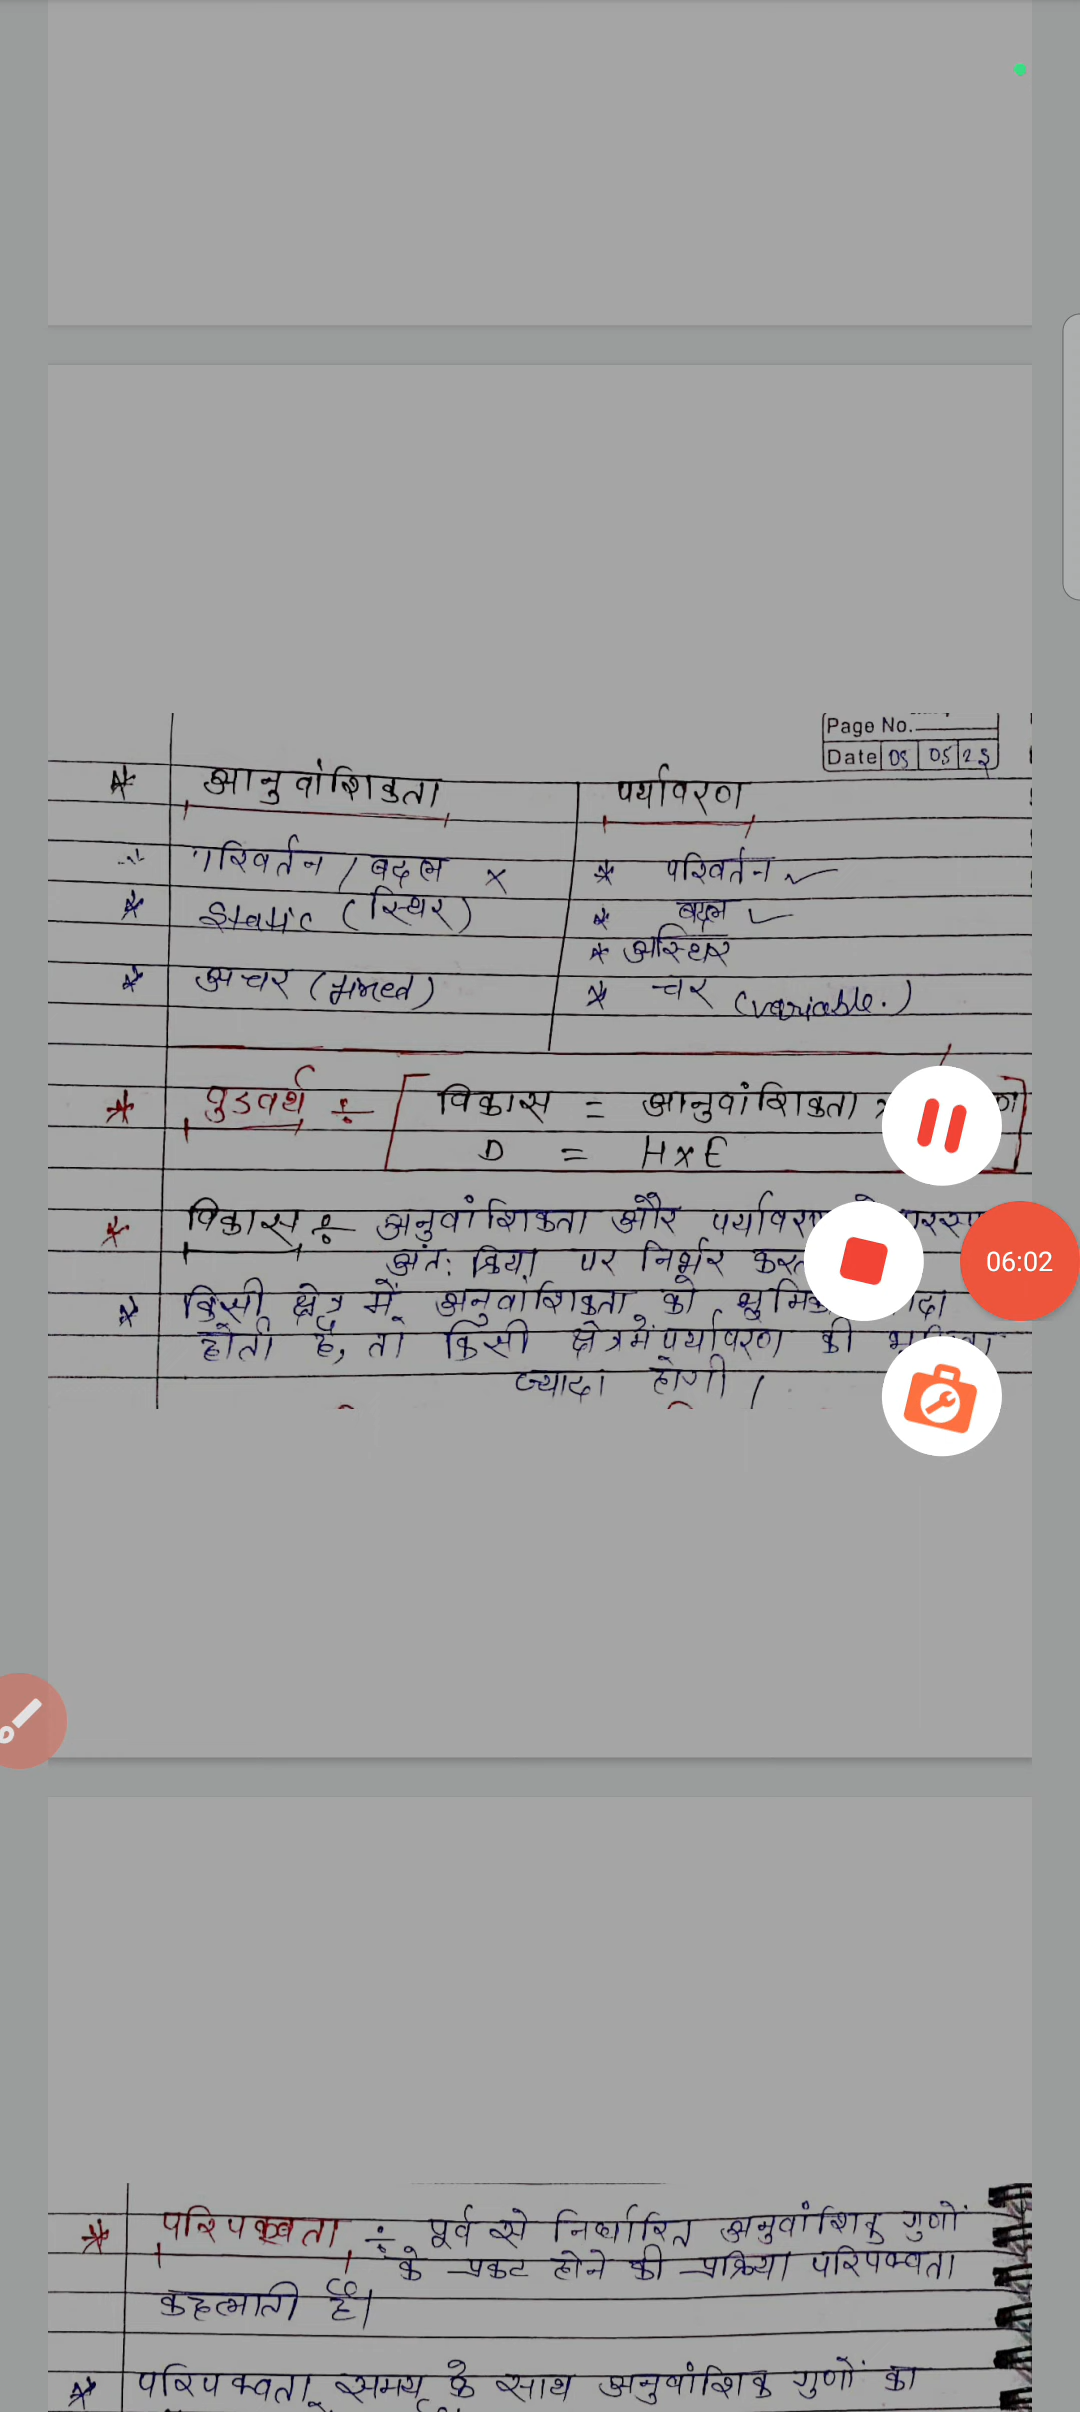 Page No.
Date 05 05 23
* आनुवांशिकता पर्यावरण
परिवर्तन / बदल × * परिवर्तन ✓
* Static (स्थिर) * बदल ✓
* अस्थिर
* अचर (fixed) * चर (variable.)
* वुडवर्थ ÷ [ विकास = आनुवांशिकता ×
D = H × E ]
* विकास ÷ अनुवांशिकता और
अंत: क्रिया पर निर्भर
* किसी क्षेत्र में अनुवांशिकता की
होती है, तो किसी क्षेत्र में पर्यावरण की
ज्यादा होगी।
06:02
* परिपक्वता ÷ पूर्व से निर्धारित अनुवांशिक गुणों
के प्रकट होने की प्रक्रिया परिपक्वता
कहलाती है।
* परिपक्वता, समय के साथ अनुवांशिक गुणों का